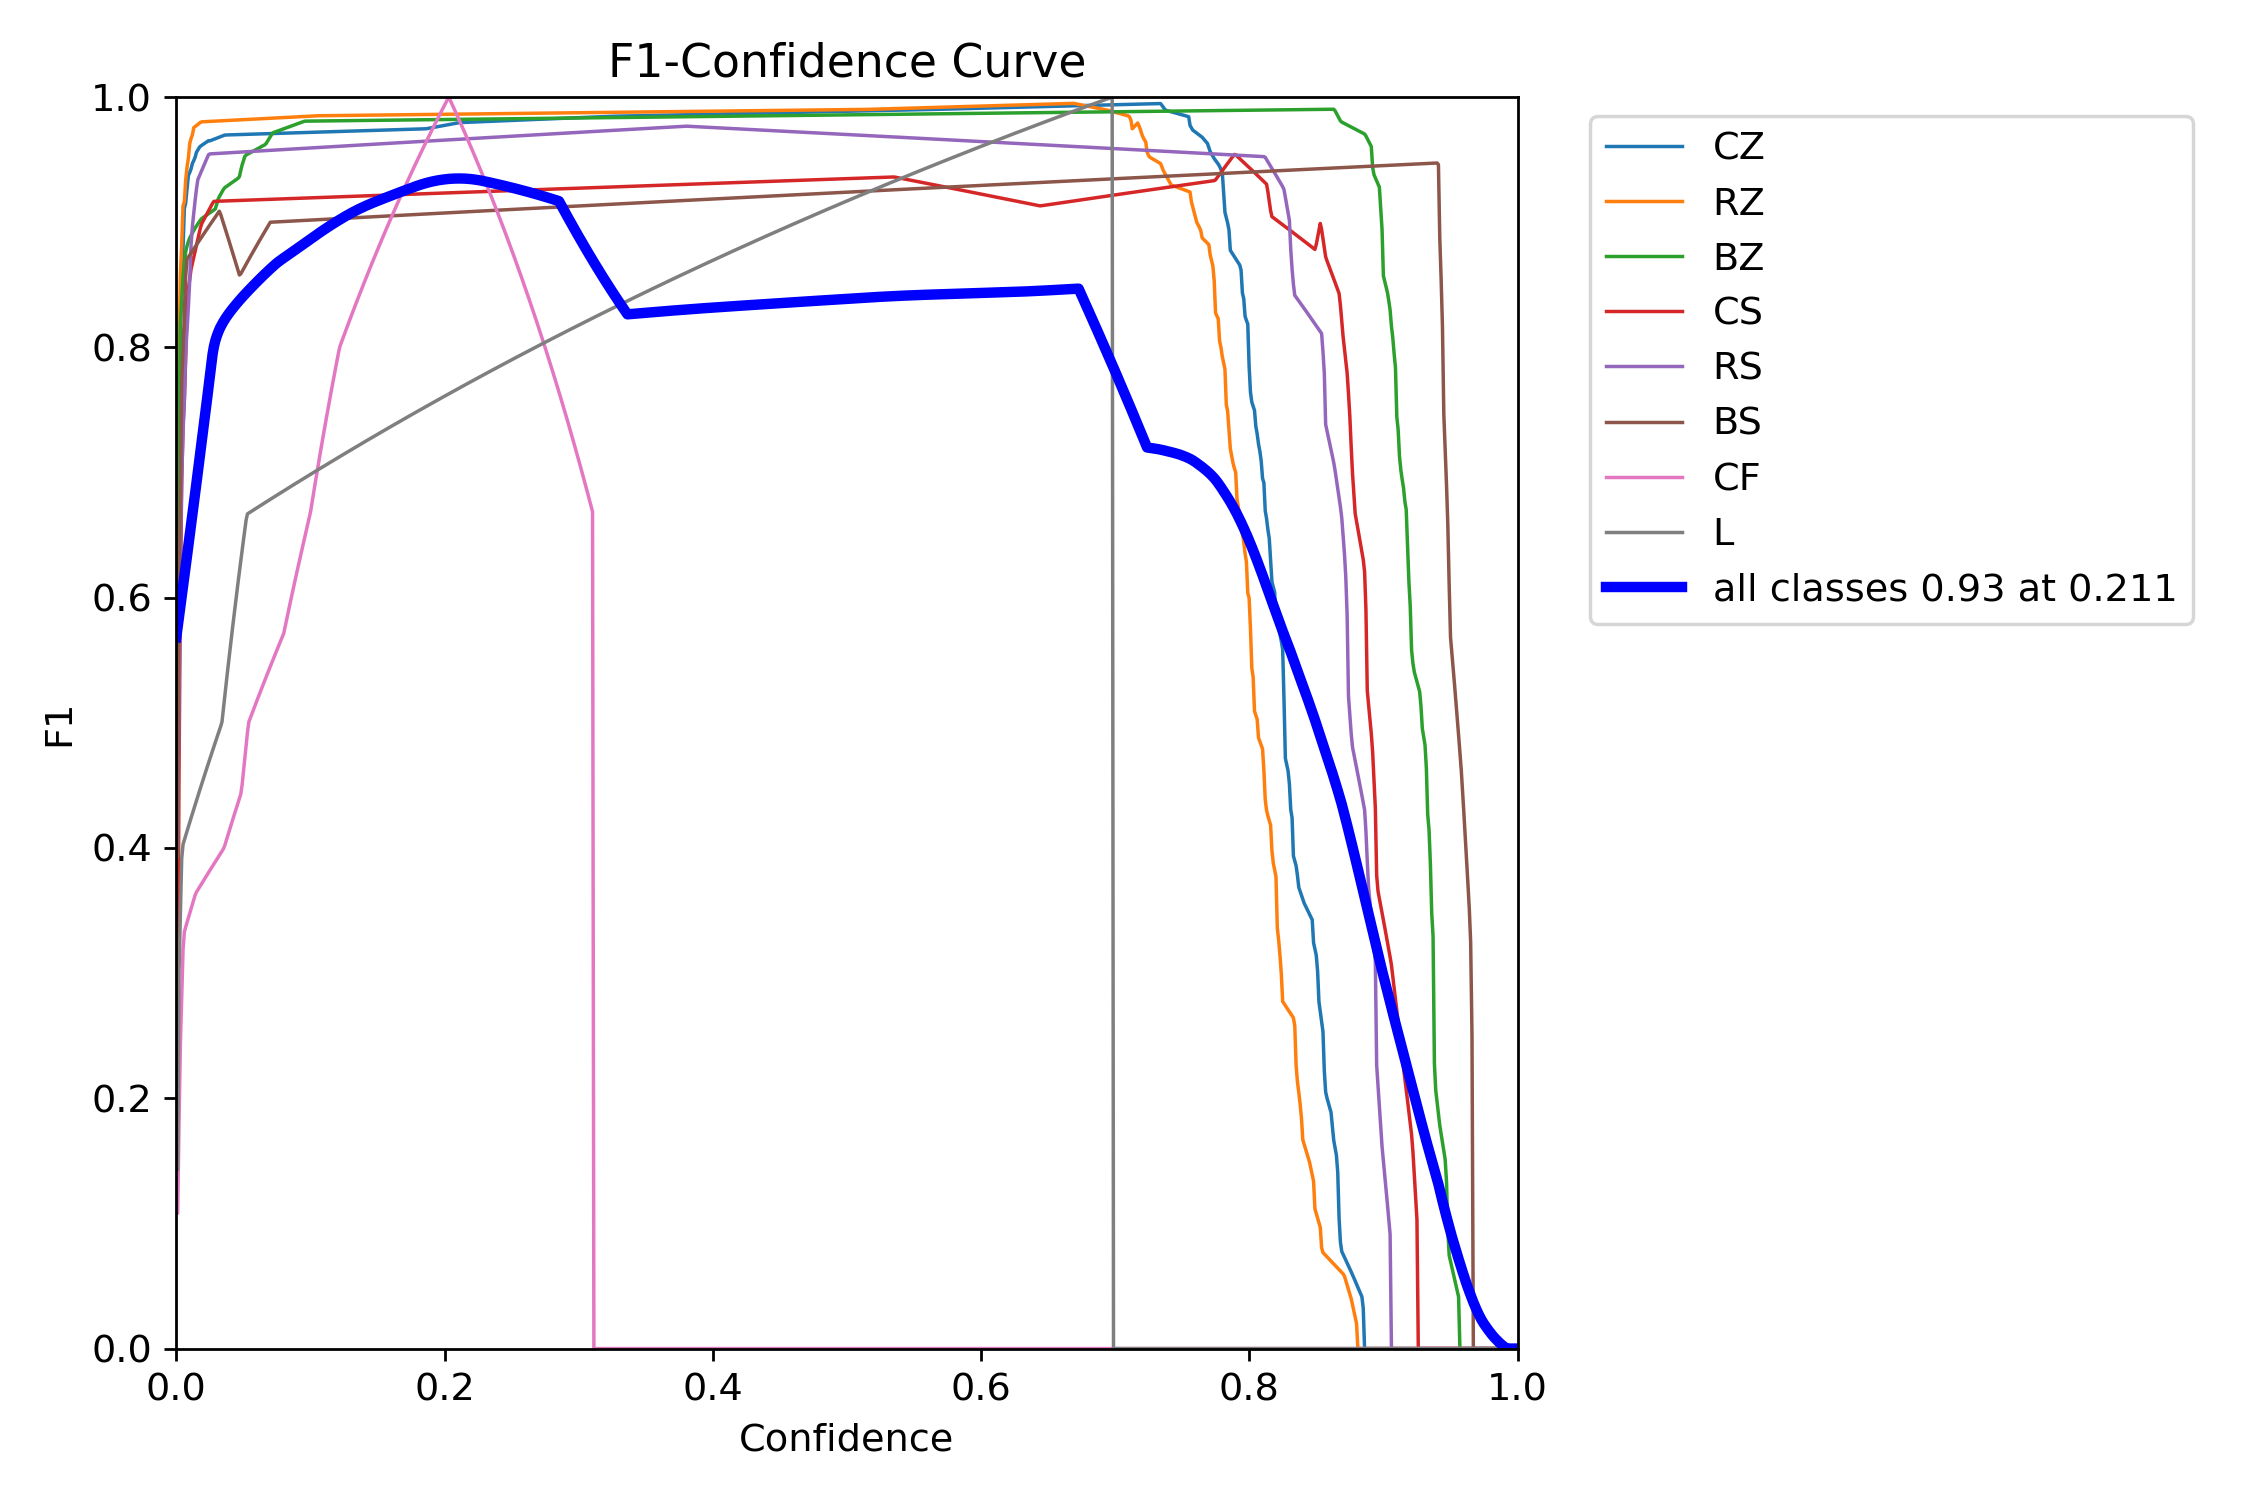 F1-Confidence Curve
1.0
0.8
0.6
0.4
0.2
0.0
F1
0.0 0.2 0.4 0.6 0.8 1.0
Confidence
CZ
RZ
BZ
CS
RS
BS
CF
L
all classes 0.93 at 0.211